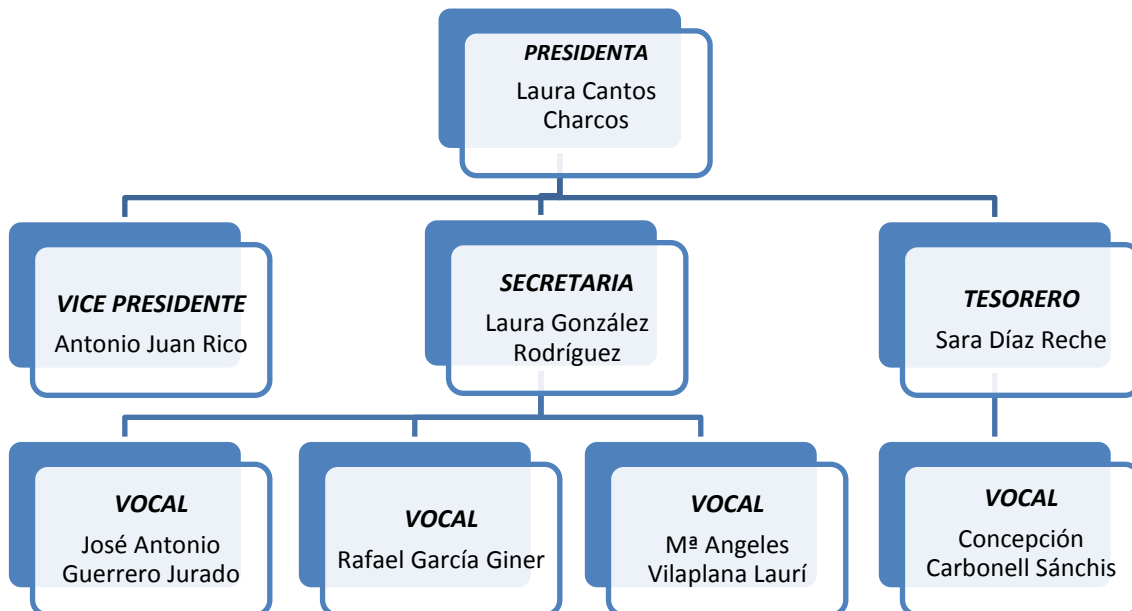 PRESIDENTA
Laura Cantos
Charcos
VICE PRESIDENTE
Antonio Juan Rico
SECRETARIA
Laura González
Rodríguez
TESORERO
Sara Díaz Reche
VOCAL
José Antonio
Guerrero Jurado
VOCAL
Rafael García Giner
VOCAL
Mª Angeles
Vilaplana Laurí
VOCAL
Concepción
Carbonell Sánchis